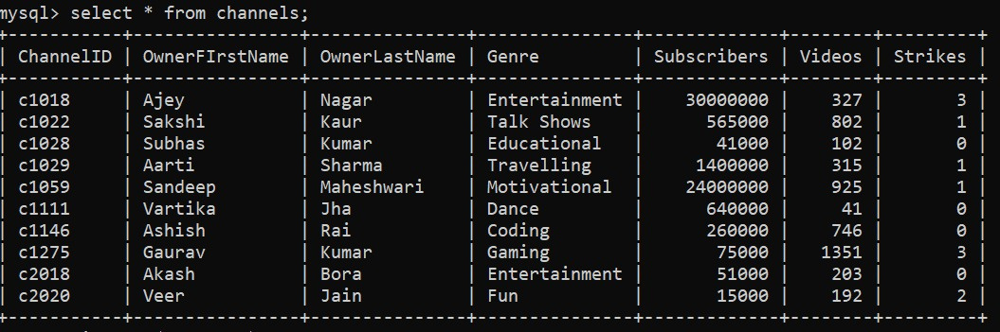 mysql> select * from channels;
+-----------+----------------+---------------+---------------+-------------+--------+---------+
| ChannelID | OwnerFIrstName | OwnerLastName | Genre         | Subscribers | Videos | Strikes |
+-----------+----------------+---------------+---------------+-------------+--------+---------+
| c1018     | Ajey           | Nagar         | Entertainment |    30000000 |    327 |       3 |
| c1022     | Sakshi         | Kaur          | Talk Shows    |      565000 |    802 |       1 |
| c1028     | Subhas         | Kumar         | Educational   |       41000 |    102 |       0 |
| c1029     | Aarti          | Sharma        | Travelling    |     1400000 |    315 |       1 |
| c1059     | Sandeep        | Maheshwari    | Motivational  |    24000000 |    925 |       1 |
| c1111     | Vartika        | Jha           | Dance         |      640000 |     41 |       0 |
| c1146     | Ashish         | Rai           | Coding        |      260000 |    746 |       0 |
| c1275     | Gaurav         | Kumar         | Gaming        |       75000 |   1351 |       3 |
| c2018     | Akash          | Bora          | Entertainment |       51000 |    203 |       0 |
| c2020     | Veer           | Jain          | Fun           |       15000 |    192 |       2 |
+-----------+----------------+---------------+---------------+-------------+--------+---------+